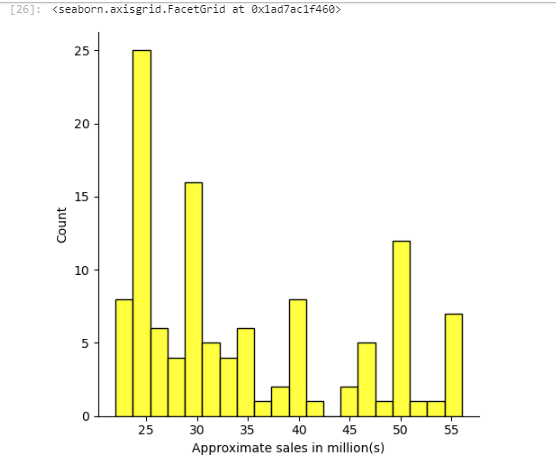 [26]: <seaborn.axisgrid.FacetGrid at 0x1ad7ac1f460>
25
20
15
10
5
0
Count
25 30 35 40 45 50 55
Approximate sales in million(s)